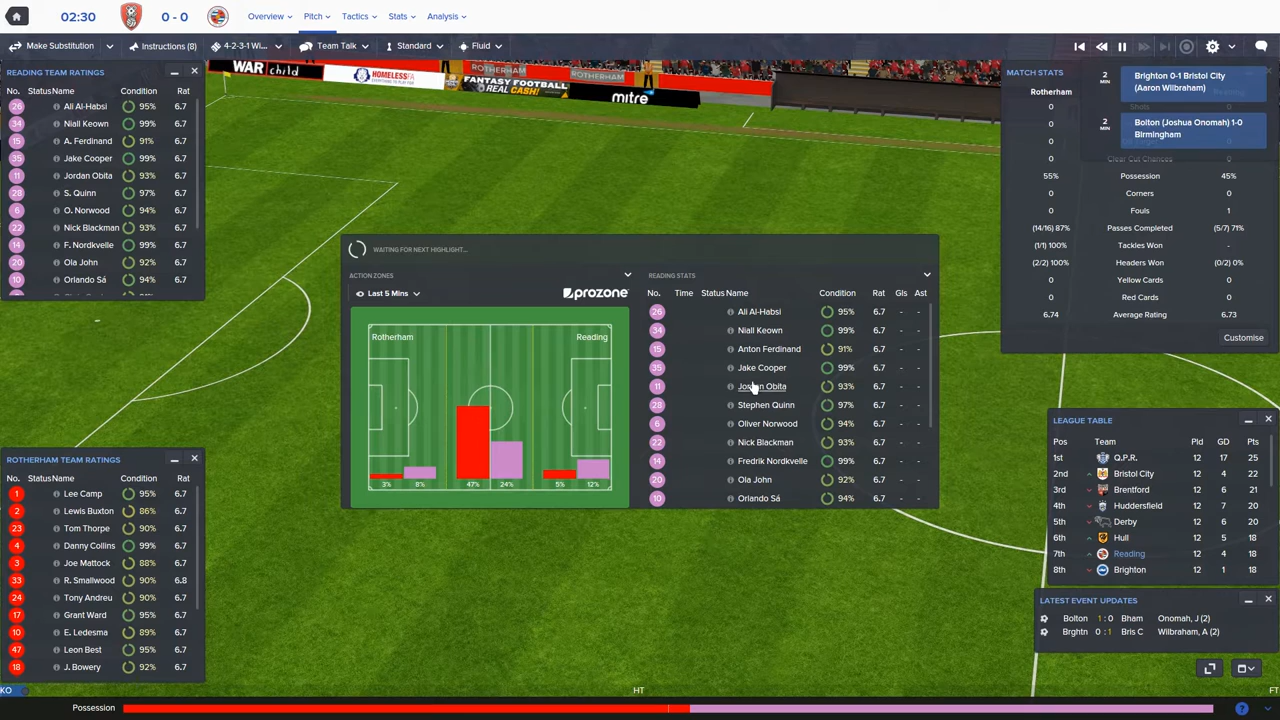 02:30 0 - 0 Overview Pitch Tactics Stats Analysis
Make Substitution Instructions (8) 4-2-3-1 Wi... Team Talk Standard Fluid
READING TEAM RATINGS
No. Status Name Condition Rat
26 Ali Al-Habsi 95% 6.7
34 Niall Keown 99% 6.7
15 A. Ferdinand 91% 6.7
35 Jake Cooper 99% 6.7
11 Jordan Obita 93% 6.7
28 S. Quinn 97% 6.7
6 O. Norwood 94% 6.7
22 Nick Blackman 93% 6.7
14 F. Nordkvelle 99% 6.7
20 Ola John 92% 6.7
10 Orlando Sá 94% 6.7
WAR child
HOMELESSFA
ROTHERHAM
FANTASY FOOTBALL
REAL CASH!
ROTHERHAM
mitre
WAITING FOR NEXT HIGHLIGHT...
ACTION ZONES
Last 5 Mins prozone
Rotherham Reading
3% 8% 47% 24% 5% 12%
READING STATS
No. Time Status Name Condition Rat Gls Ast
26 Ali Al-Habsi 95% 6.7 - -
34 Niall Keown 99% 6.7 - -
15 Anton Ferdinand 91% 6.7 - -
35 Jake Cooper 99% 6.7 - -
11 Jordan Obita 93% 6.7 - -
28 Stephen Quinn 97% 6.7 - -
6 Oliver Norwood 94% 6.7 - -
22 Nick Blackman 93% 6.7 - -
14 Fredrik Nordkvelle 99% 6.7 - -
20 Ola John 92% 6.7 - -
10 Orlando Sá 94% 6.7 - -
MATCH STATS
Rotherham
2 MIN Brighton 0-1 Bristol City (Aaron Wilbraham)
2 MIN Bolton (Joshua Onomah) 1-0 Birmingham
0 Shots 0
0
0
0 Clear Cut Chances 0
55% Possession 45%
0 Corners 0
0 Fouls 1
(14/16) 87% Passes Completed (5/7) 71%
(1/1) 100% Tackles Won -
(2/2) 100% Headers Won (0/2) 0%
0 Yellow Cards 0
0 Red Cards 0
6.74 Average Rating 6.73
Customise
ROTHERHAM TEAM RATINGS
No. Status Name Condition Rat
1 Lee Camp 95% 6.7
2 Lewis Buxton 86% 6.7
23 Tom Thorpe 90% 6.7
4 Danny Collins 99% 6.7
3 Joe Mattock 88% 6.7
33 R. Smallwood 90% 6.8
24 Tony Andreu 90% 6.7
17 Grant Ward 95% 6.7
10 E. Ledesma 89% 6.7
47 Leon Best 95% 6.7
18 J. Bowery 92% 6.7
LEAGUE TABLE
Pos Team Pld GD Pts
1st Q.P.R. 12 17 25
2nd Bristol City 12 4 22
3rd Brentford 12 6 21
4th Huddersfield 12 7 20
5th Derby 12 6 20
6th Hull 12 5 18
7th Reading 12 4 18
8th Brighton 12 1 18
LATEST EVENT UPDATES
Bolton 1 : 0 Bham Onomah, J (2)
Brghtn 0 : 1 Bris C Wilbraham, A (2)
KO HT FT
Possession